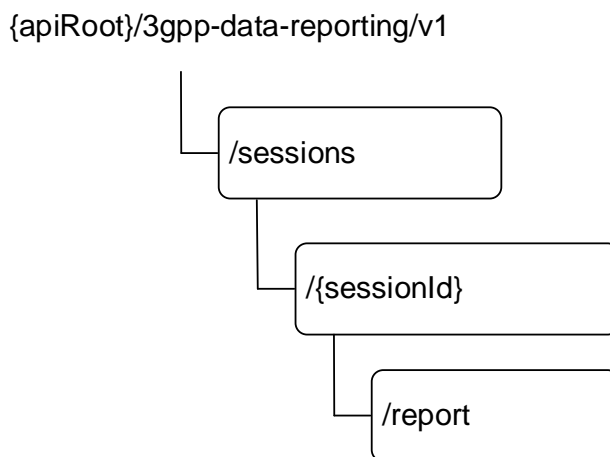 {apiRoot}/3gpp-data-reporting/v1
/sessions
/{sessionId}
/report